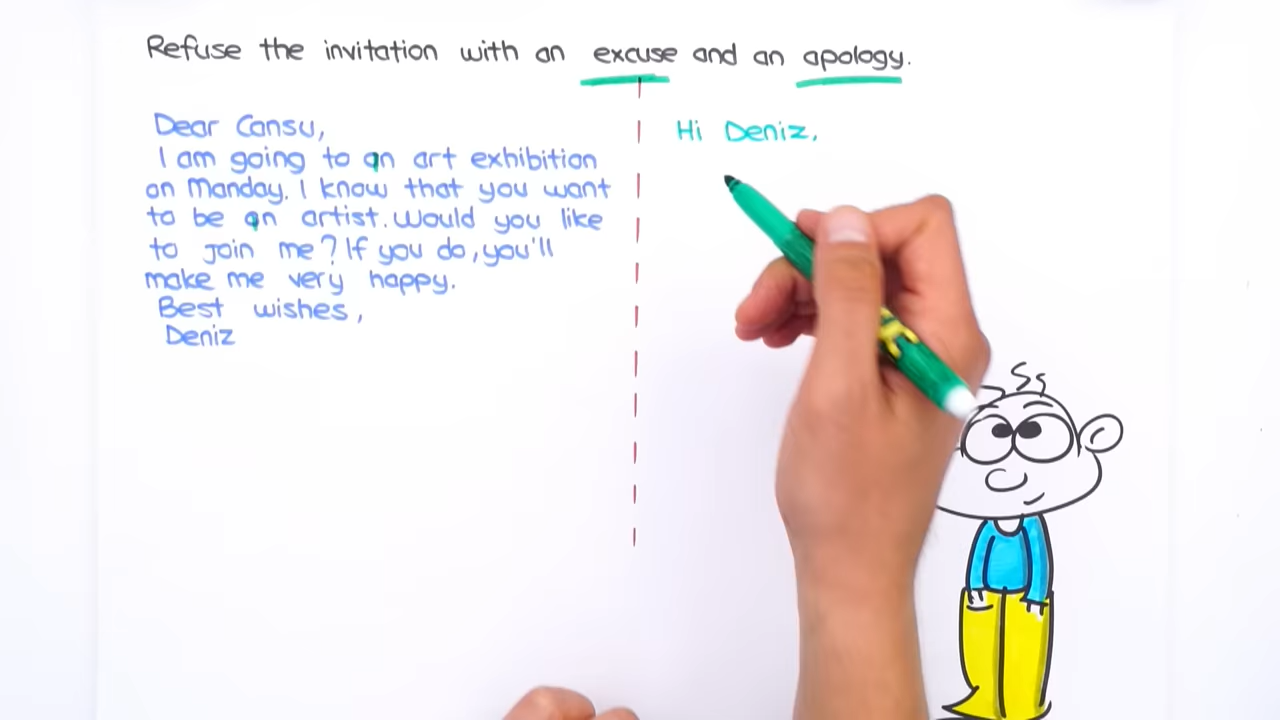 Refuse the invitation with an excuse and an apology.
Dear Cansu,
I am going to an art exhibition
on Manday. I know that you want
to be an artist. Would you like
to join me? If you do, you'll
make me very happy.
Best wishes,
Deniz
Hi Deniz,